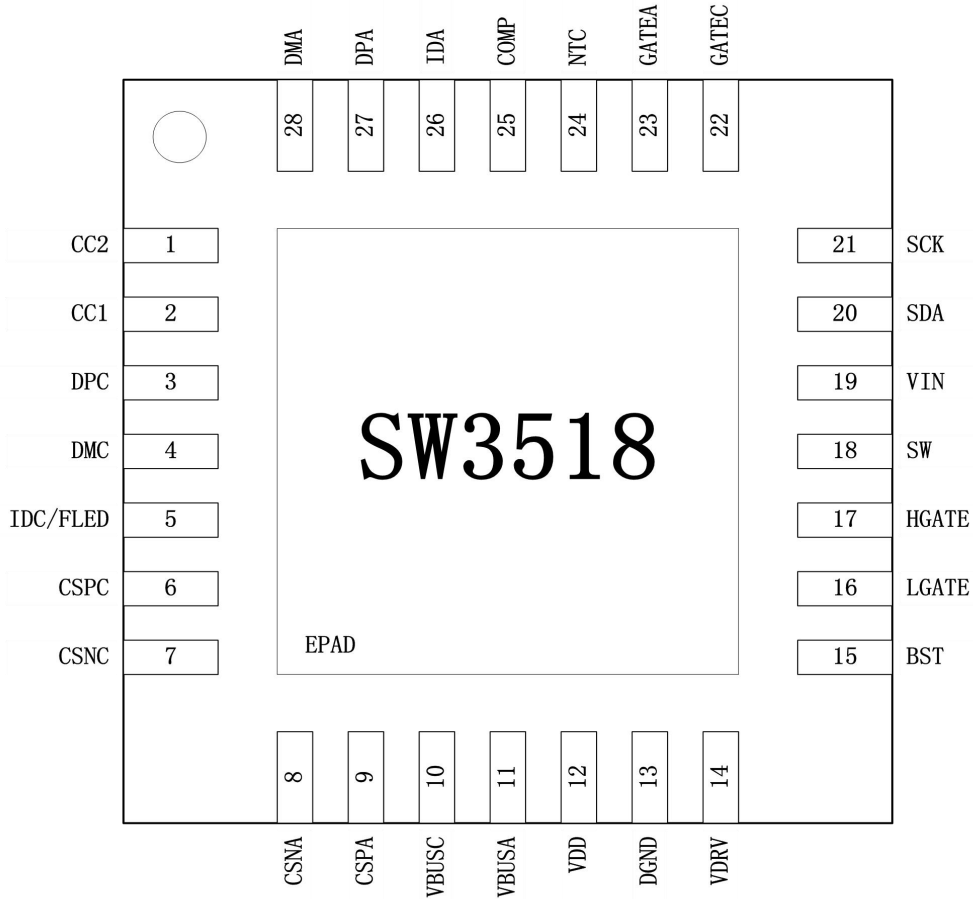 DMA DPA IDA COMP NTC GATEA GATEC
28 27 26 25 24 23 22
CC2 1 21 SCK
CC1 2 20 SDA
DPC 3 19 VIN
DMC 4 18 SW
SW3518
IDC/FLED 5 17 HGATE
CSPC 6 16 LGATE
CSNC 7 15 BST
EPAD
8 9 10 11 12 13 14
CSNA CSPA VBUSC VBUSA VDD DGND VDRV